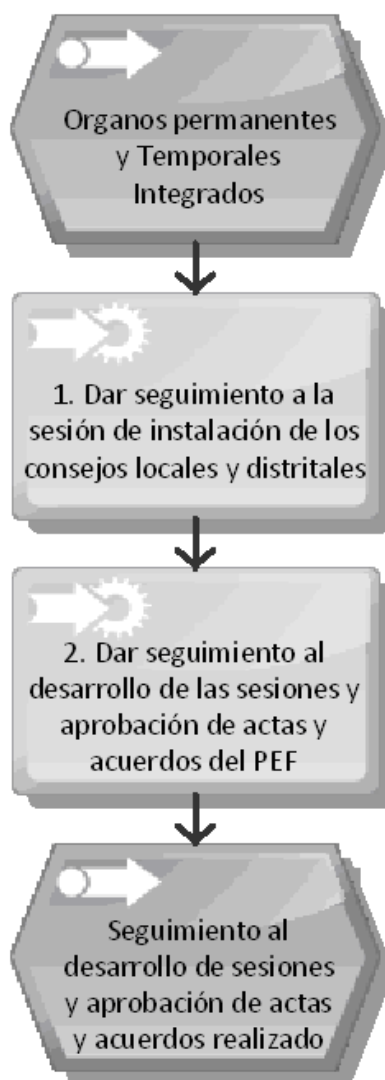 Organos permanentes
y Temporales
Integrados
1. Dar seguimiento a la
sesión de instalación de los
consejos locales y distritales
2. Dar seguimiento al
desarrollo de las sesiones y
aprobación de actas y
acuerdos del PEF
Seguimiento al
desarrollo de sesiones
y aprobación de actas
y acuerdos realizado